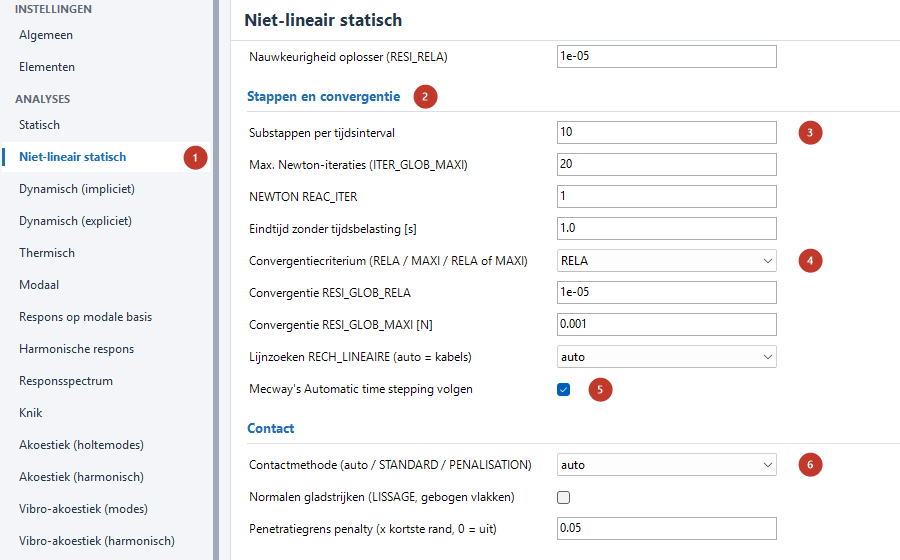 INSTELLINGEN
Algemeen
Elementen
ANALYSES
Statisch
Niet-lineair statisch 1
Dynamisch (impliciet)
Dynamisch (expliciet)
Thermisch
Modaal
Respons op modale basis
Harmonische respons
Responsspectrum
Knik
Akoestiek (holtemodes)
Akoestiek (harmonisch)
Vibro-akoestiek (modes)
Vibro-akoestiek (harmonisch)
Niet-lineair statisch
Nauwkeurigheid oplosser (RESI_RELA) 1e-05
Stappen en convergentie 2
Substappen per tijdsinterval 10 3
Max. Newton-iteraties (ITER_GLOB_MAXI) 20
NEWTON REAC_ITER 1
Eindtijd zonder tijdsbelasting [s] 1.0
Convergentiecriterium (RELA / MAXI / RELA of MAXI) RELA 4
Convergentie RESI_GLOB_RELA 1e-05
Convergentie RESI_GLOB_MAXI [N] 0.001
Lijnzoeken RECH_LINEAIRE (auto = kabels) auto
Mecway's Automatic time stepping volgen 5
Contact
Contactmethode (auto / STANDARD / PENALISATION) auto 6
Normalen gladstrijken (LISSAGE, gebogen vlakken)
Penetratiegrens penalty (x kortste rand, 0 = uit) 0.05